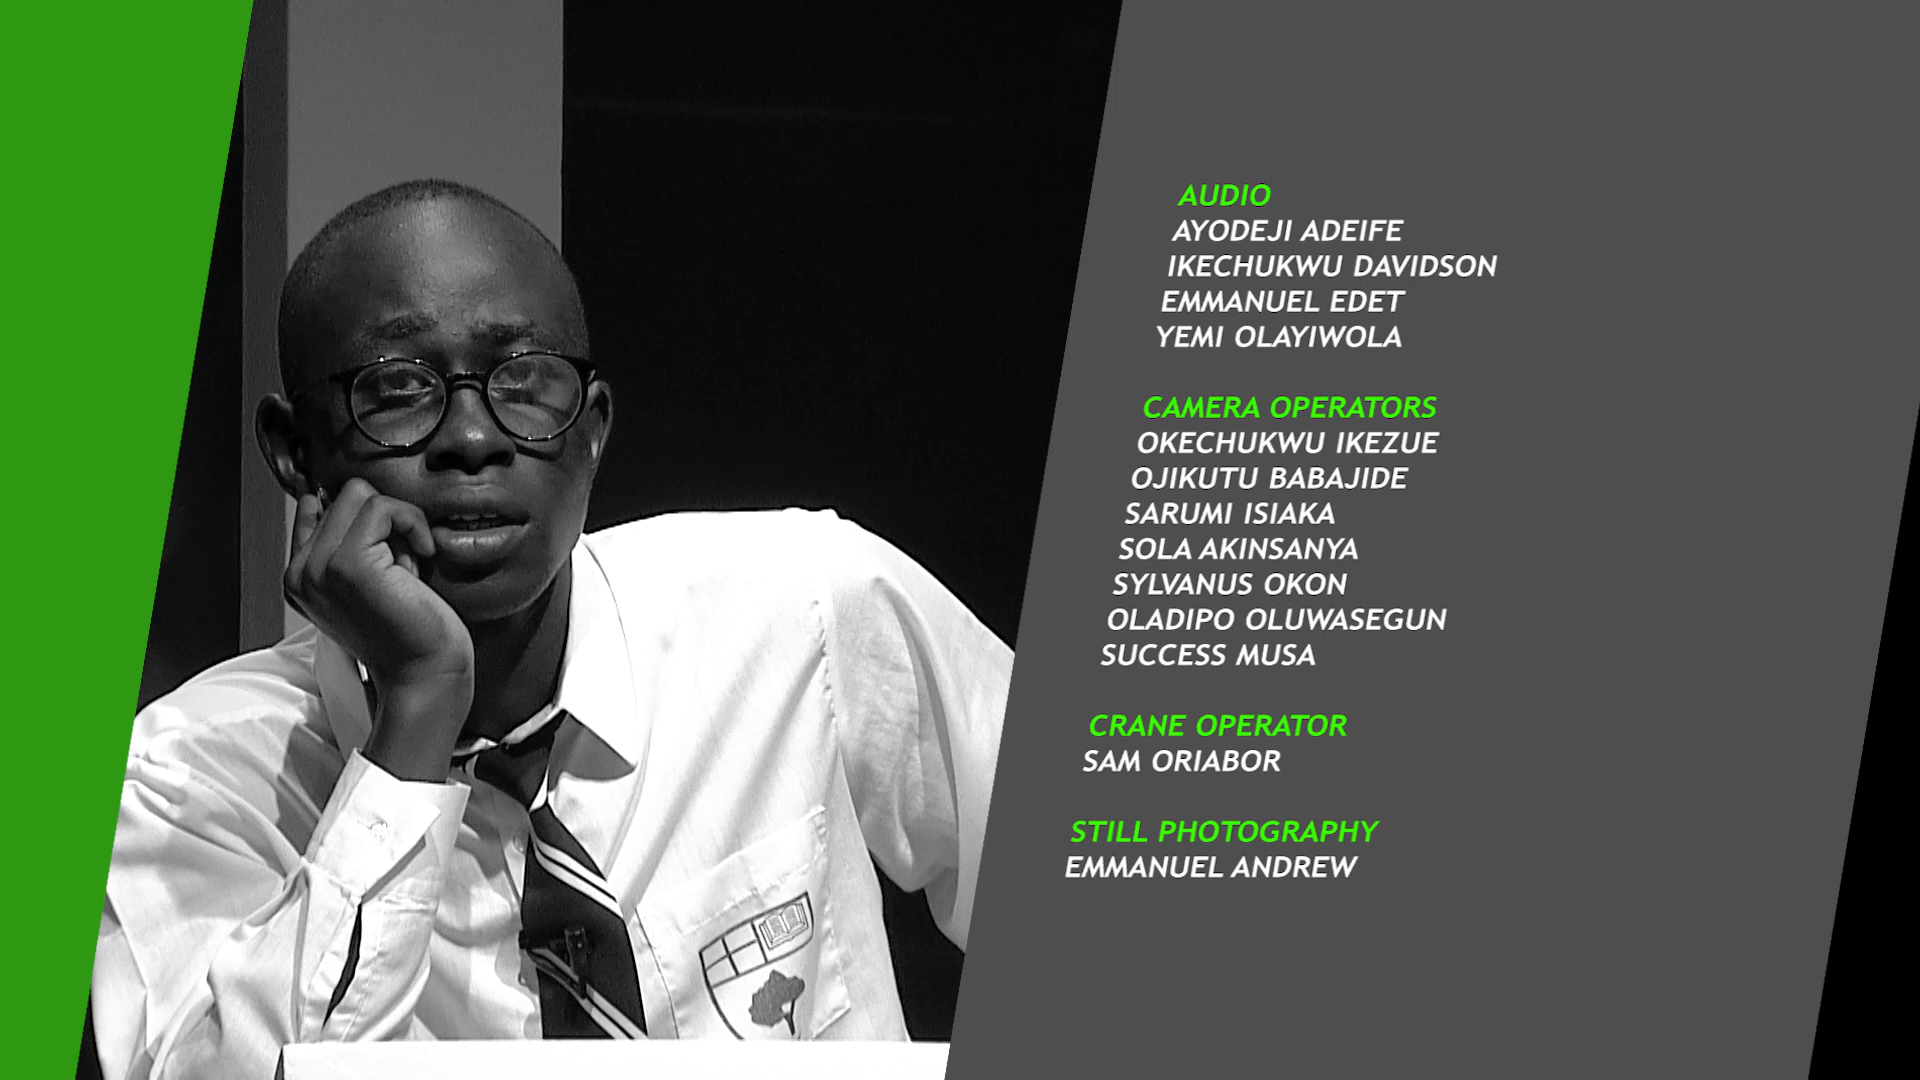 AUDIO
AYODEJI ADEIFE
IKECHUKWU DAVIDSON
EMMANUEL EDET
YEMI OLAYIWOLA
CAMERA OPERATORS
OKECHUKWU IKEZUE
OJIKUTU BABAJIDE
SARUMI ISIAKA
SOLA AKINSANYA
SYLVANUS OKON
OLADIPO OLUWASEGUN
SUCCESS MUSA
CRANE OPERATOR
SAM ORIABOR
STILL PHOTOGRAPHY
EMMANUEL ANDREW